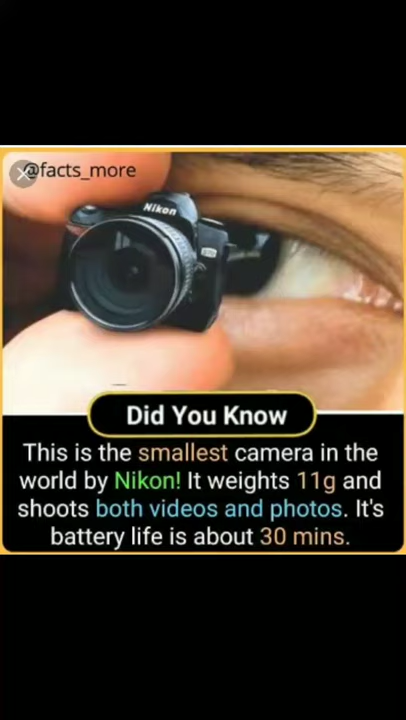 @facts_more
Nikon
Did You Know
This is the smallest camera in the
world by Nikon! It weights 11g and
shoots both videos and photos. It's
battery life is about 30 mins.